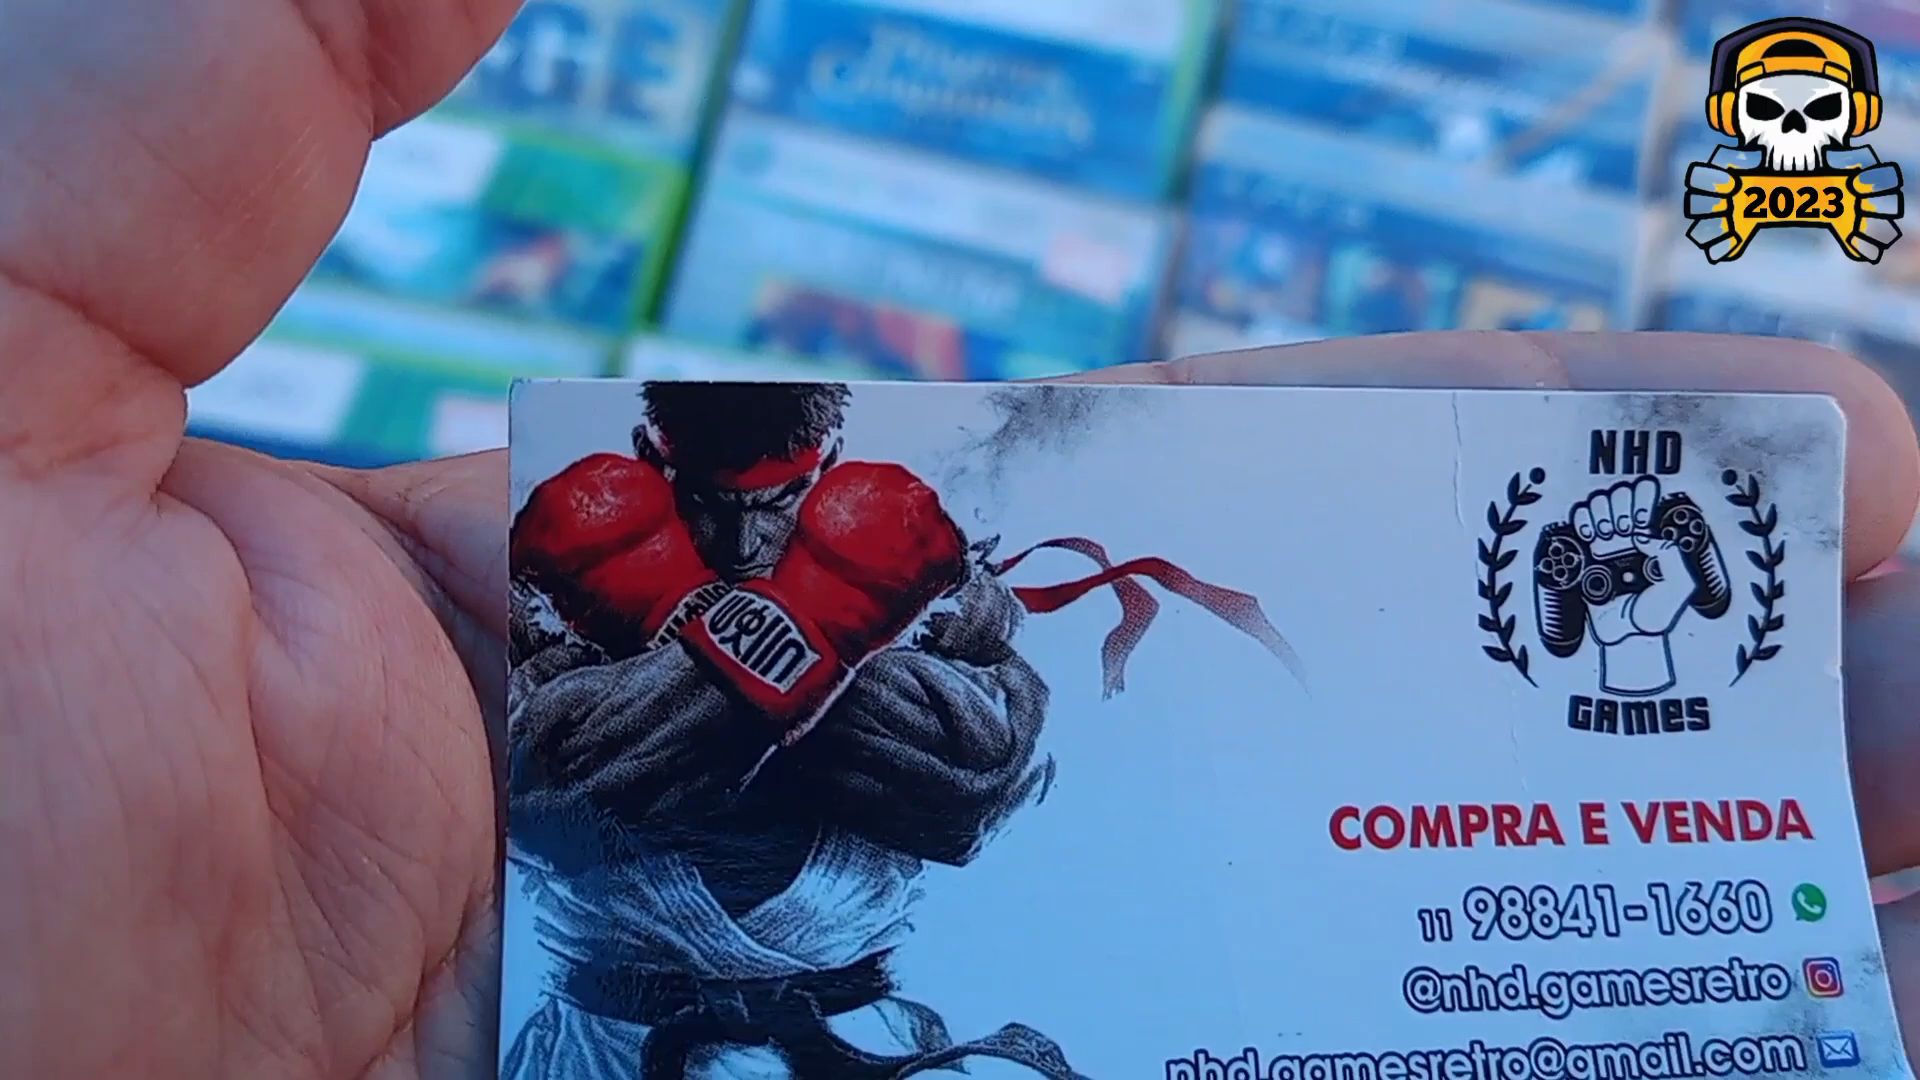 2023
NHD
GAMES
COMPRA E VENDA
11 98841-1660
@nhd.gamesretro
nhd.gamesretro@gmail.com